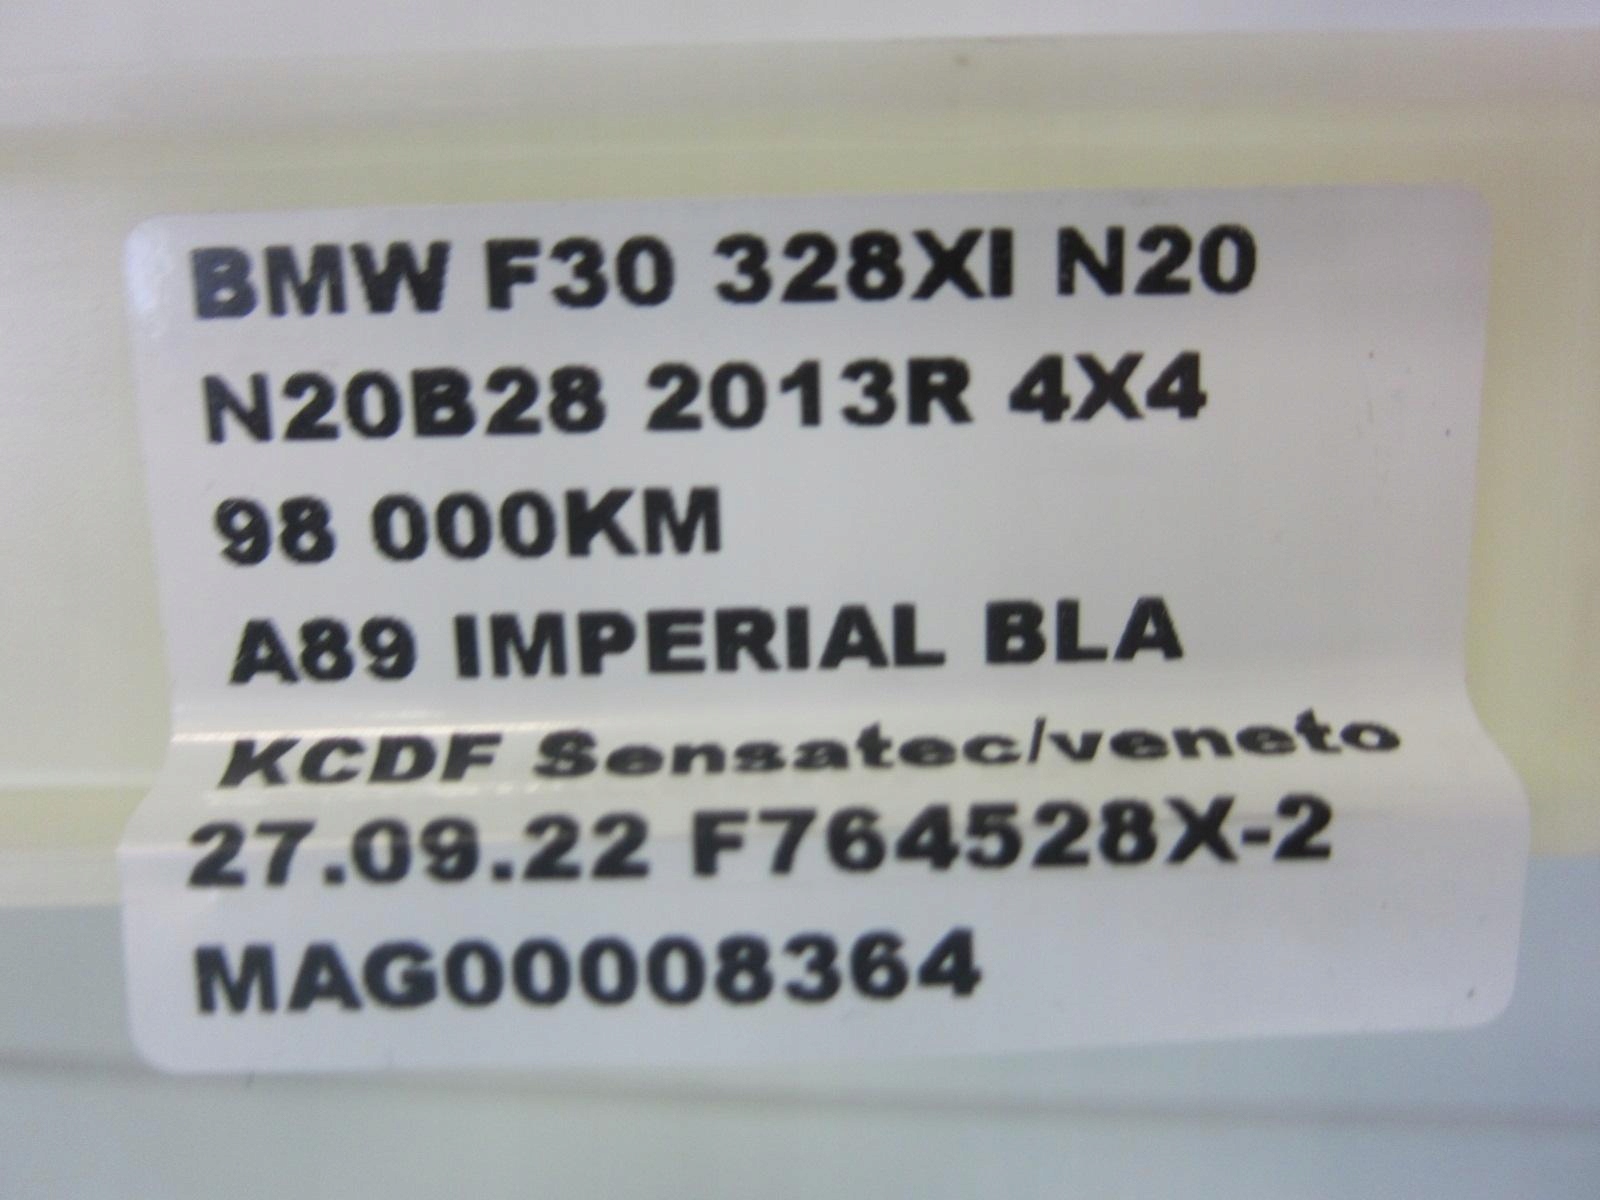 BMW F30 328XI N20
N20B28 2013R 4X4
98 000KM
A89 IMPERIAL BLA
KCDF Sensatec/veneto
27.09.22 F764528X-2
MAG00008364